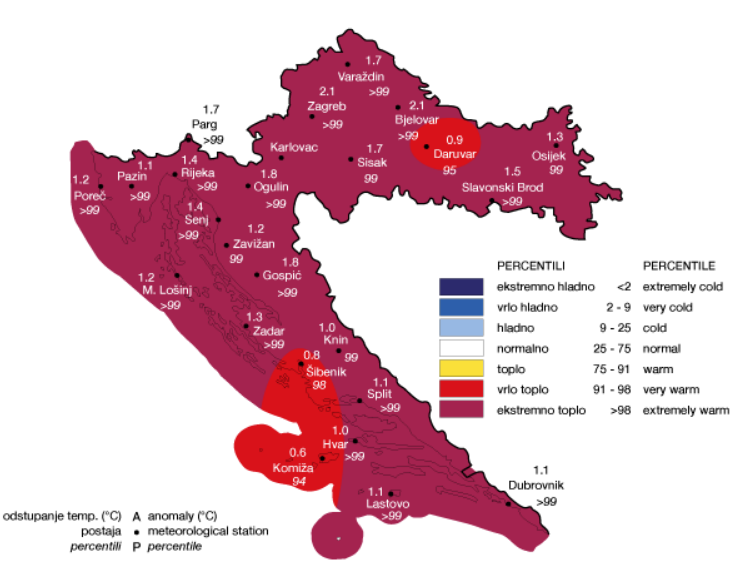 1.7
Varaždin
>99
2.1
Zagreb
>99
2.1
Bjelovar
>99
1.7
Parg
>99
0.9
Daruvar
95
1.3
Osijek
99
Karlovac
1.7
Sisak
99
1.5
Slavonski Brod
>99
1.2
Poreč
>99
1.1
Pazin
>99
1.4
Rijeka
>99
1.8
Ogulin
>99
1.4
Senj
>99
1.2
Zavižan
99
1.8
Gospić
>99
1.2
M. Lošinj
>99
1.3
Zadar
>99
1.0
Knin
99
0.8
Šibenik
98
1.1
Split
>99
1.0
Hvar
>99
0.6
Komiža
94
1.1
Lastovo
>99
1.1
Dubrovnik
>99
PERCENTILI PERCENTILE
ekstremno hladno <2 extremely cold
vrlo hladno 2 - 9 very cold
hladno 9 - 25 cold
normalno 25 - 75 normal
toplo 75 - 91 warm
vrlo toplo 91 - 98 very warm
ekstremno toplo >98 extremely warm
odstupanje temp. (°C) A anomaly (°C)
postaja • meteorological station
percentili P percentile